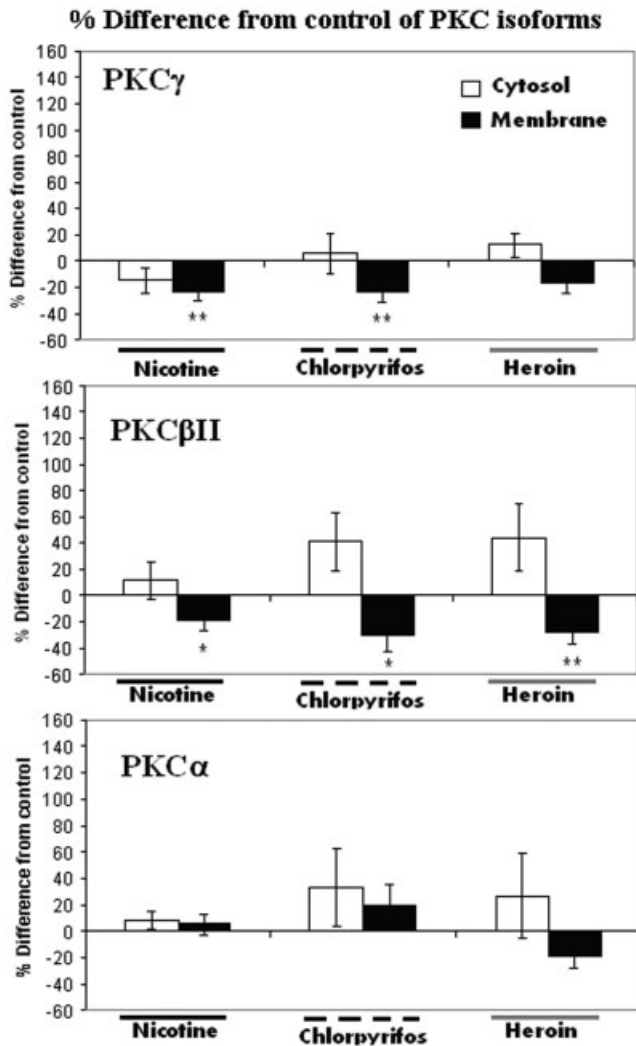 % Difference from control of PKC isoforms
% Difference from control
160
140
120
100
80
60
40
20
0
-20
-40
-60
PKCγ
Cytosol
Membrane
**
**
Nicotine
Chlorpyrifos
Heroin
% Difference from control
160
140
120
100
80
60
40
20
0
-20
-40
-60
PKCβII
*
*
**
Nicotine
Chlorpyrifos
Heroin
% Difference from control
160
140
120
100
80
60
40
20
0
-20
-40
-60
PKCα
Nicotine
Chlorpyrifos
Heroin